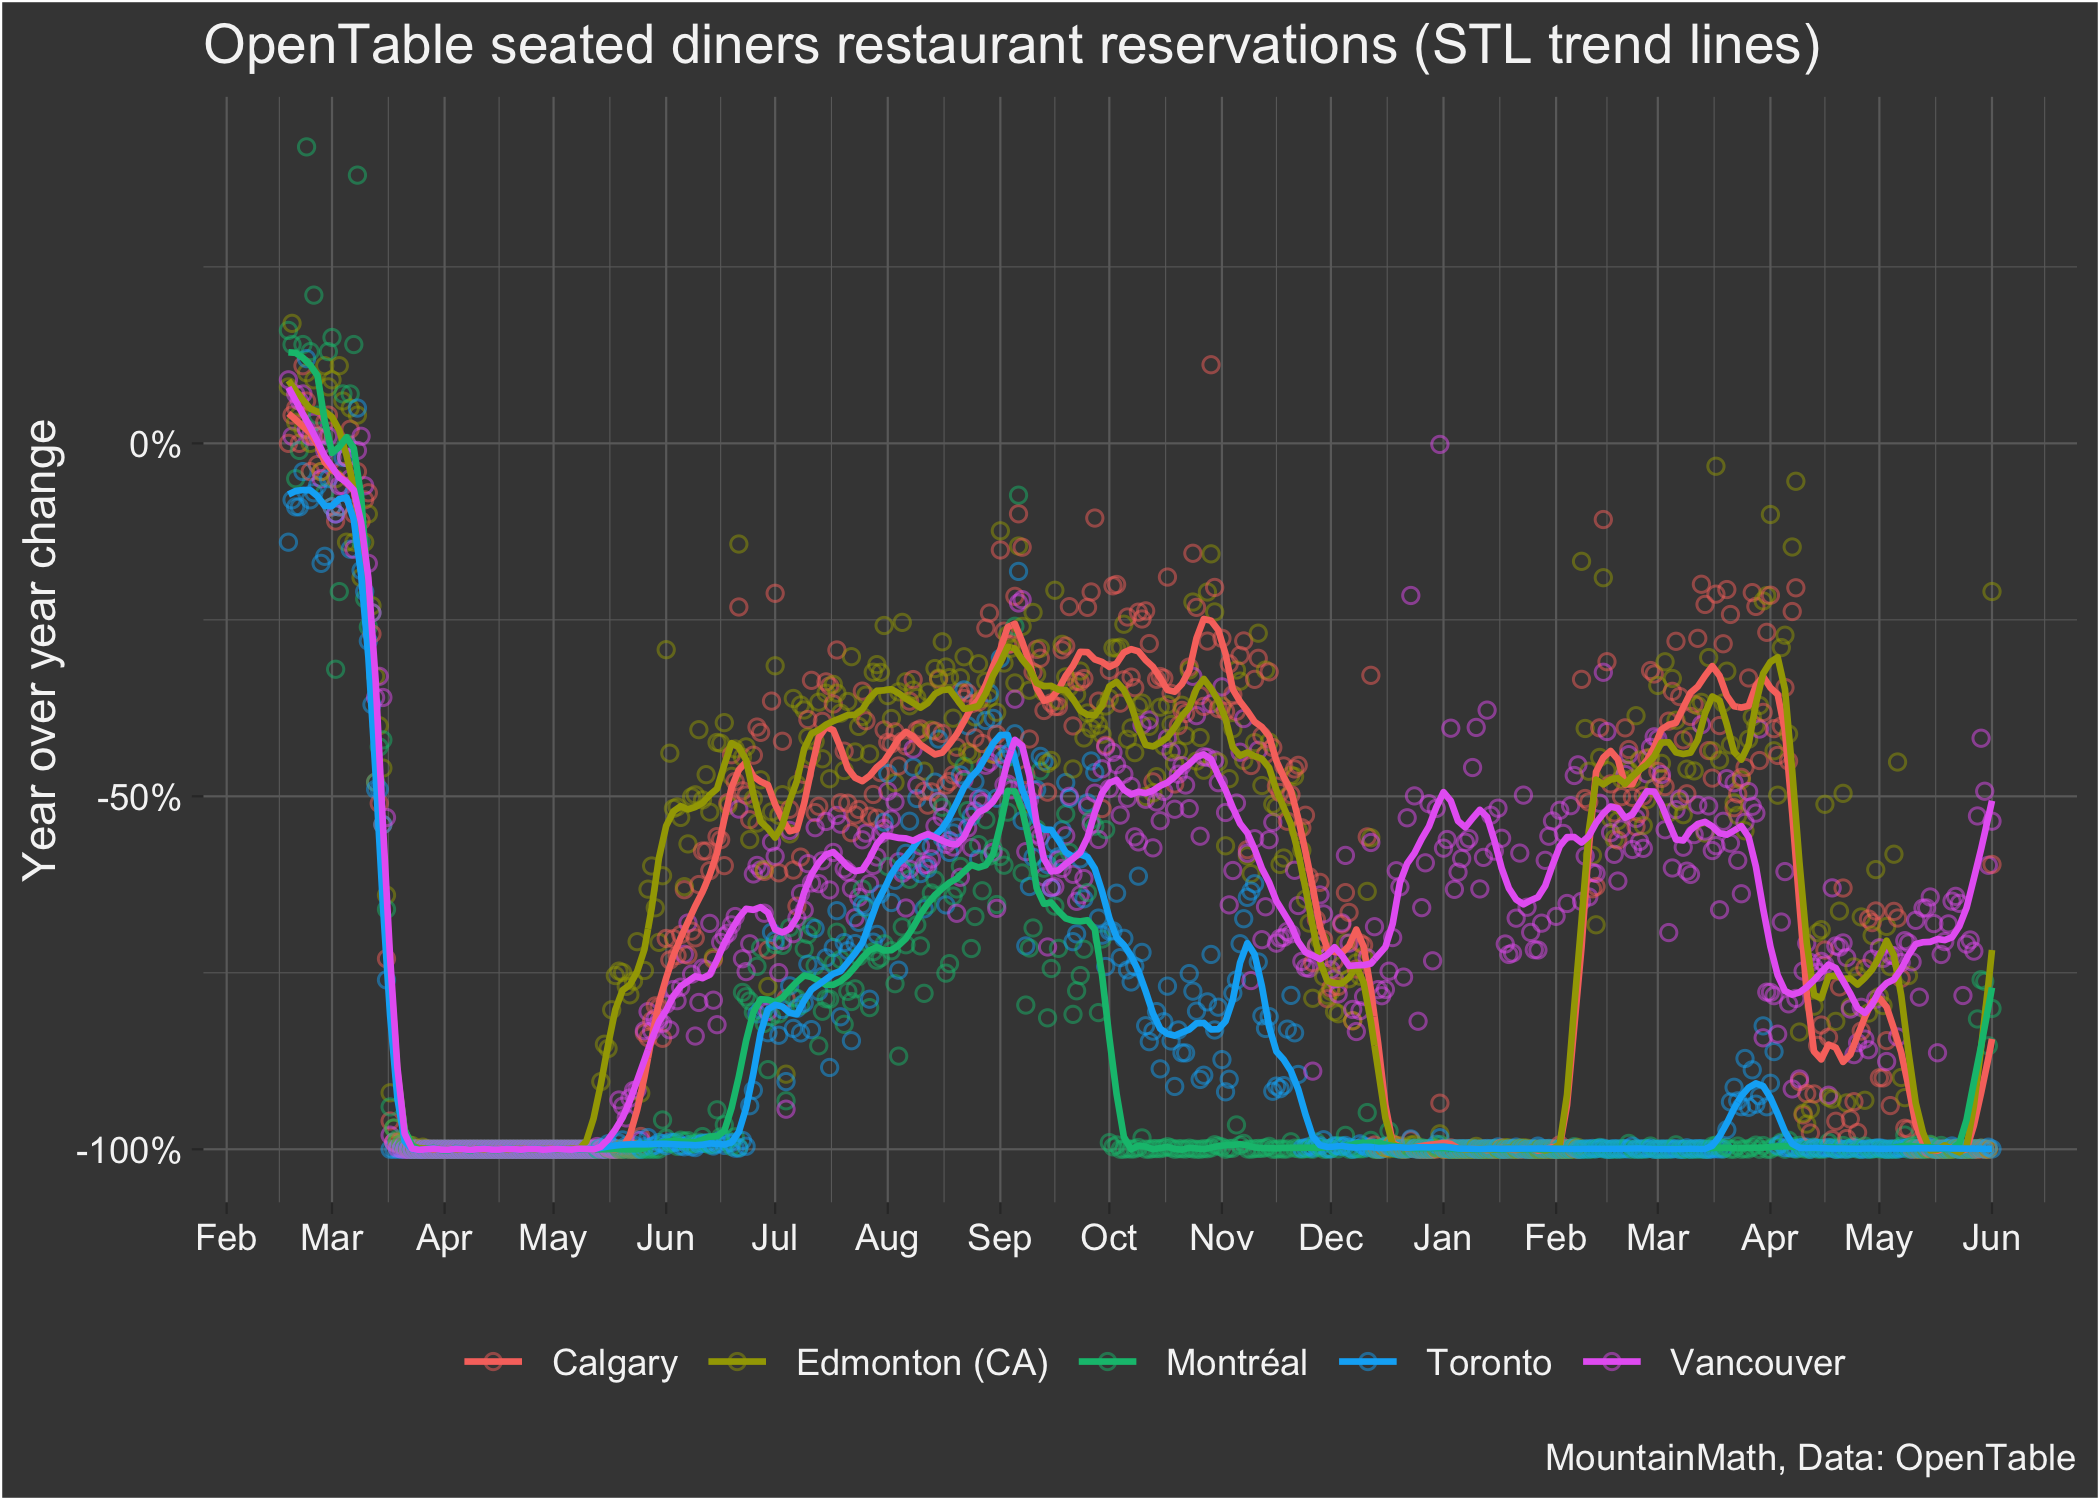 OpenTable seated diners restaurant reservations (STL trend lines)
Year over year change
0%
-50%
-100%
Feb Mar Apr May Jun Jul Aug Sep Oct Nov Dec Jan Feb Mar Apr May Jun
Calgary Edmonton (CA) Montréal Toronto Vancouver
MountainMath, Data: OpenTable